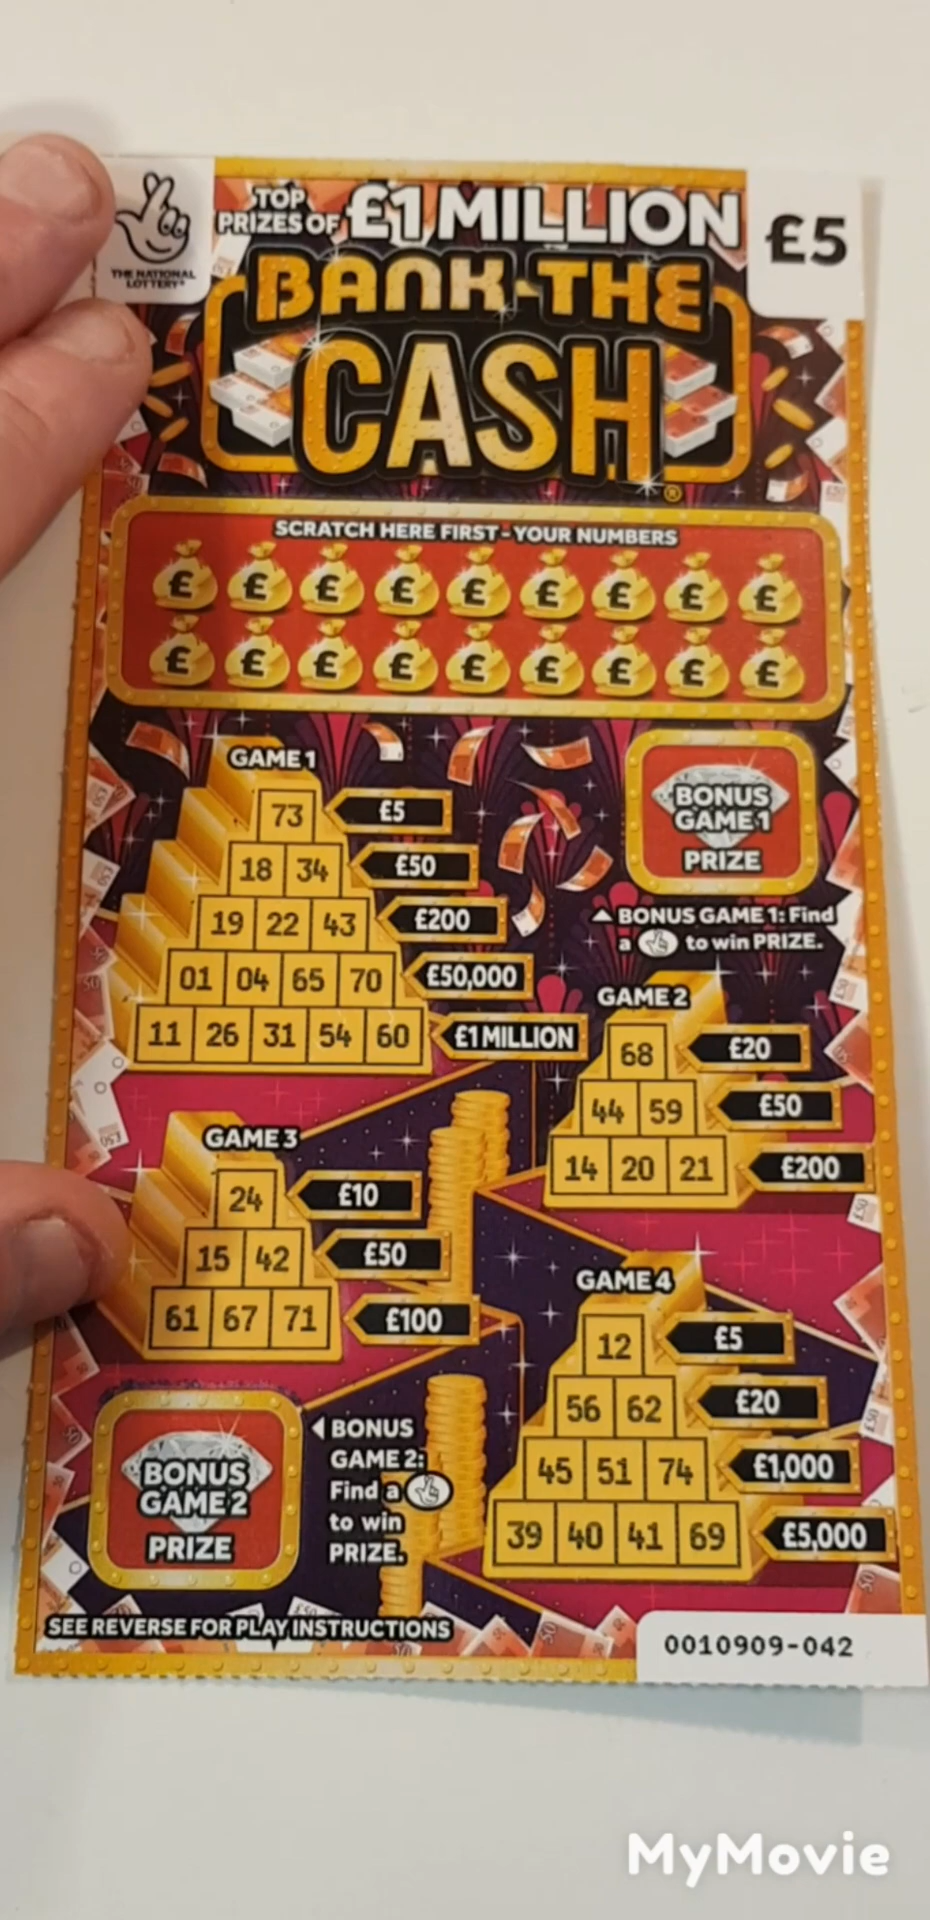 THE NATIONAL
LOTTERY®
TOP
PRIZES OF £1 MILLION
£5
BANK THE
CASH®
SCRATCH HERE FIRST - YOUR NUMBERS
£ £ £ £ £ £ £ £ £
£ £ £ £ £ £ £ £ £
GAME 1
73 £5
18 34 £50
19 22 43 £200
01 04 65 70 £50,000
11 26 31 54 60 £1 MILLION
BONUS
GAME 1
PRIZE
BONUS GAME 1: Find
a to win PRIZE.
GAME 2
68 £20
44 59 £50
14 20 21 £200
GAME 3
24 £10
15 42 £50
61 67 71 £100
GAME 4
12 £5
56 62 £20
45 51 74 £1,000
39 40 41 69 £5,000
BONUS
GAME 2
PRIZE
BONUS
GAME 2:
Find a
to win
PRIZE.
SEE REVERSE FOR PLAY INSTRUCTIONS
0010909-042
MyMovie